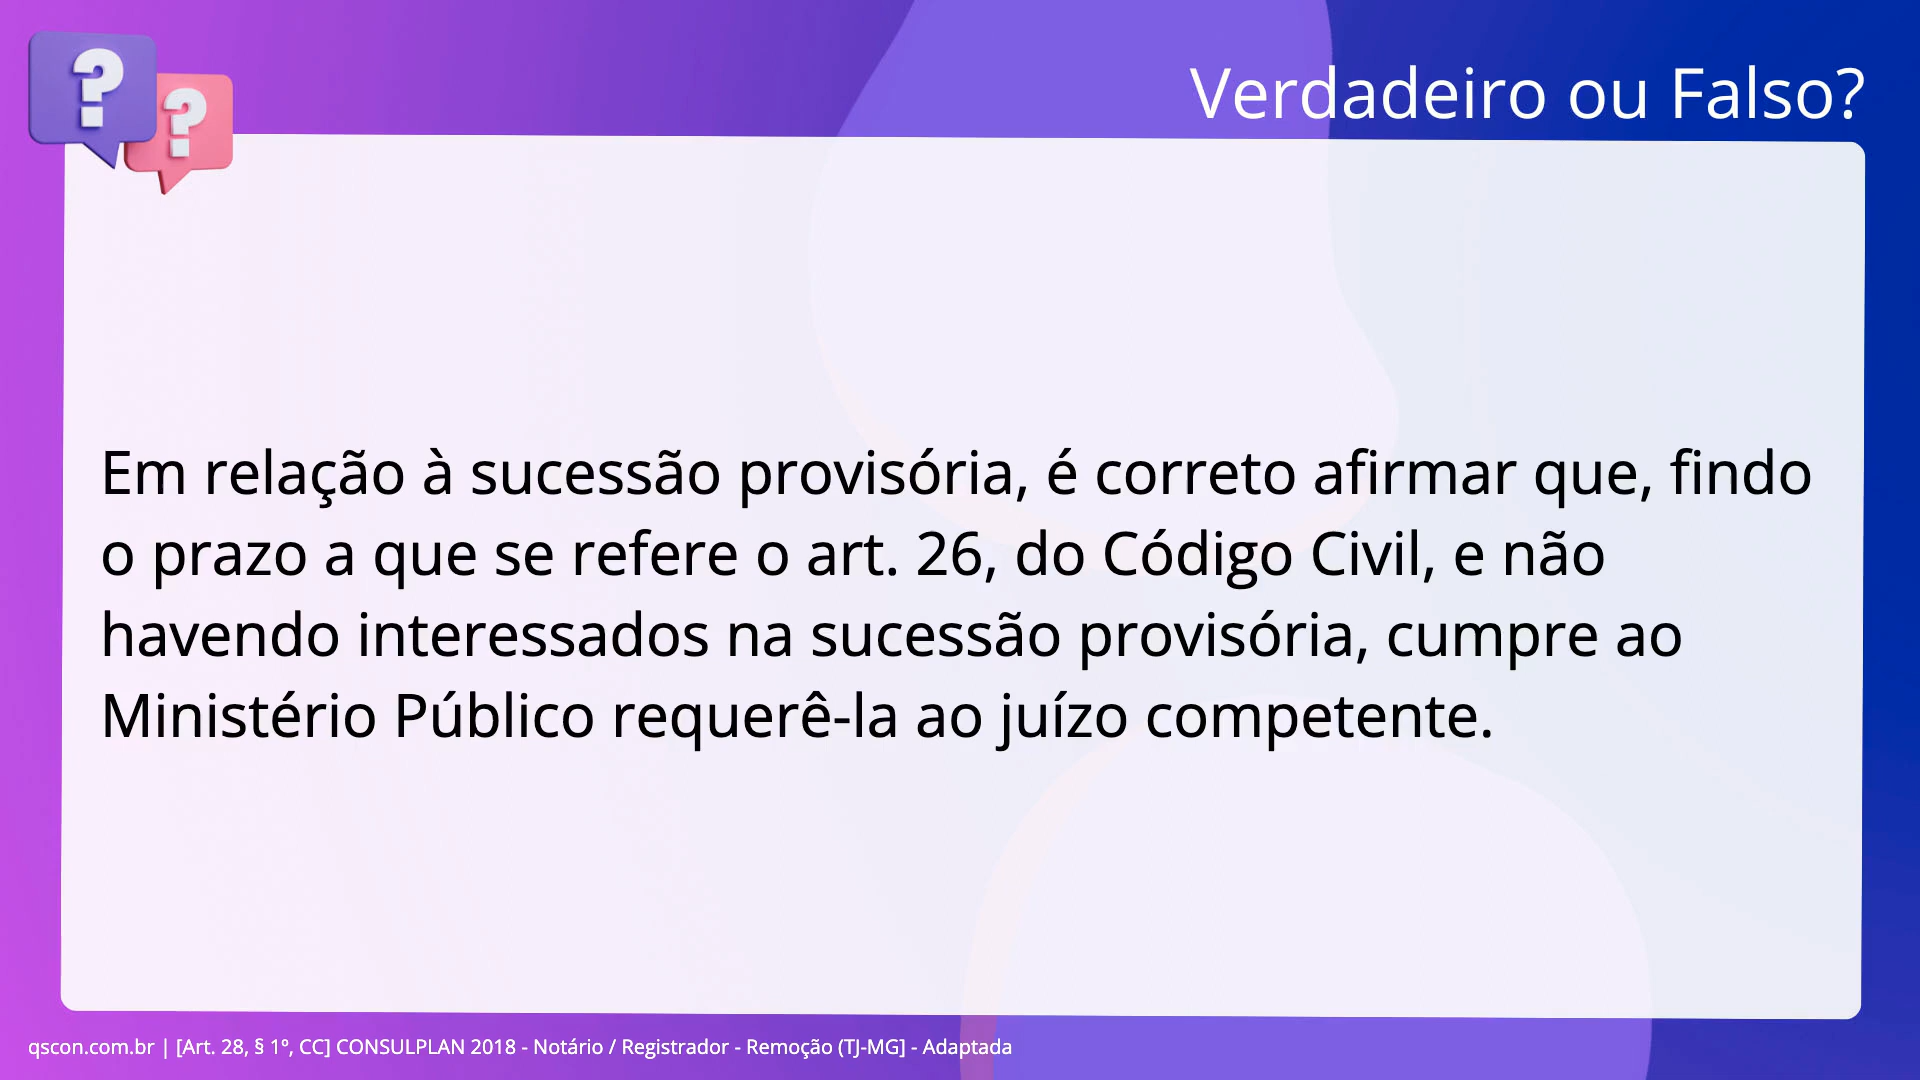 Verdadeiro ou Falso?
Em relação à sucessão provisória, é correto afirmar que, findo
o prazo a que se refere o art. 26, do Código Civil, e não
havendo interessados na sucessão provisória, cumpre ao
Ministério Público requerê-la ao juízo competente.
qscon.com.br | [Art. 28, § 1º, CC] CONSULPLAN 2018 - Notário / Registrador - Remoção (TJ-MG] - Adaptada